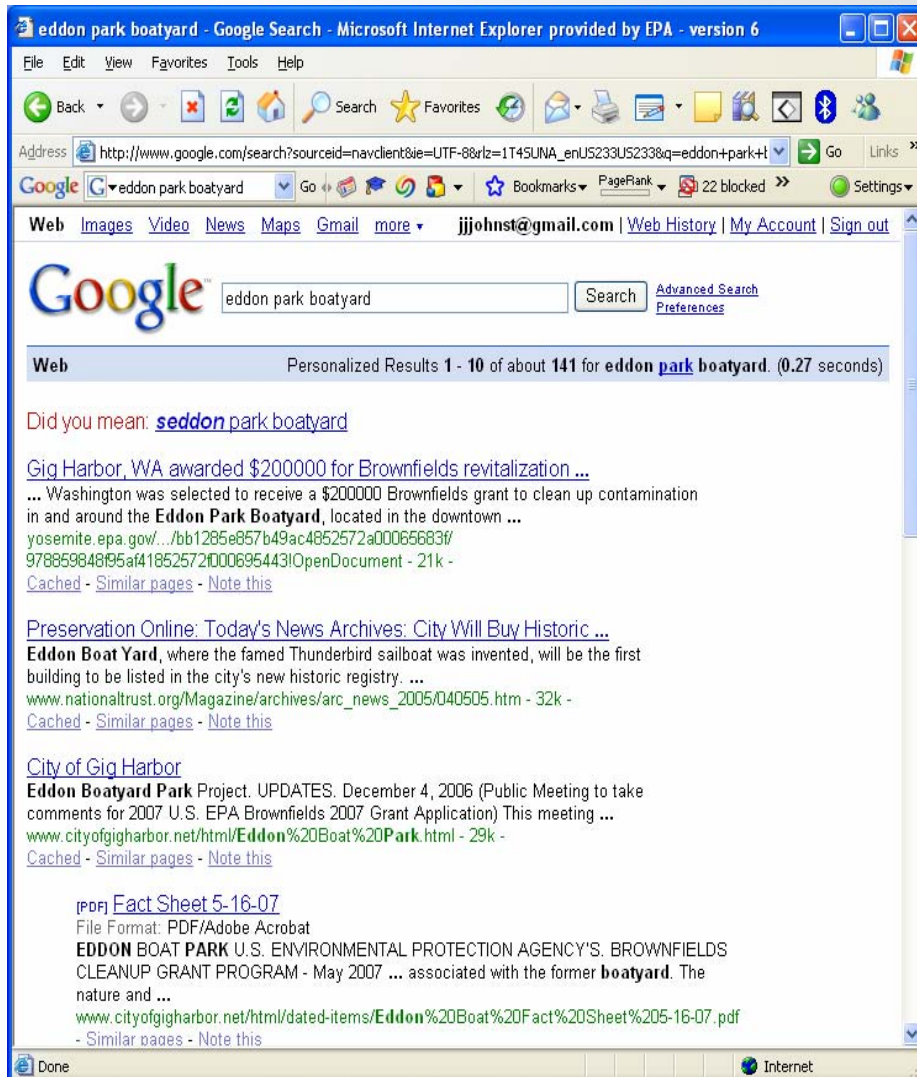 eddon park boatyard - Google Search - Microsoft Internet Explorer provided by EPA - version 6
File Edit View Favorites Tools Help
Back Search Favorites
Address http://www.google.com/search?sourceid=navclient&ie=UTF-8&rlz=1T4SUNA_enUS233US233&q=eddon+park+t Go Links »
Google G eddon park boatyard Go Bookmarks PageRank 22 blocked » Settings
Web Images Video News Maps Gmail more jjjohnst@gmail.com | Web History | My Account | Sign out
Google™ eddon park boatyard Search Advanced Search
Preferences
Web Personalized Results 1 - 10 of about 141 for eddon park boatyard. (0.27 seconds)
Did you mean: seddon park boatyard
Gig Harbor, WA awarded $200000 for Brownfields revitalization ...
... Washington was selected to receive a $200000 Brownfields grant to clean up contamination
in and around the Eddon Park Boatyard, located in the downtown ...
yosemite.epa.gov/.../bb1285e857b49ac4852572a00065683f/
978859848f95af41852572f000695443!OpenDocument - 21k -
Cached - Similar pages - Note this
Preservation Online: Today's News Archives: City Will Buy Historic ...
Eddon Boat Yard, where the famed Thunderbird sailboat was invented, will be the first
building to be listed in the city's new historic registry. ...
www.nationaltrust.org/Magazine/archives/arc_news_2005/040505.htm - 32k -
Cached - Similar pages - Note this
City of Gig Harbor
Eddon Boatyard Park Project. UPDATES. December 4, 2006 (Public Meeting to take
comments for 2007 U.S. EPA Brownfields 2007 Grant Application) This meeting ...
www.cityofgigharbor.net/html/Eddon%20Boat%20Park.html - 29k -
Cached - Similar pages - Note this
[PDF] Fact Sheet 5-16-07
File Format: PDF/Adobe Acrobat
EDDON BOAT PARK U.S. ENVIRONMENTAL PROTECTION AGENCY'S. BROWNFIELDS
CLEANUP GRANT PROGRAM - May 2007 ... associated with the former boatyard. The
nature and ...
www.cityofgigharbor.net/html/dated-items/Eddon%20Boat%20Fact%20Sheet%205-16-07.pdf
- Similar pages - Note this
Done Internet